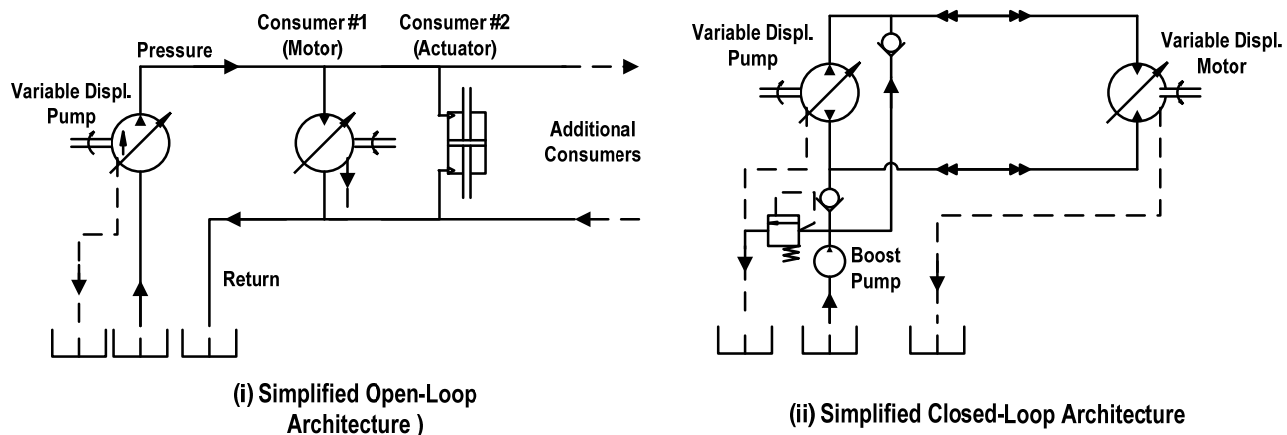 Consumer #1
(Motor)
Consumer #2
(Actuator)
Pressure
Variable Displ.
Pump
Additional
Consumers
Return
(i) Simplified Open-Loop
Architecture )
Variable Displ.
Pump
Variable Displ.
Motor
Boost
Pump
(ii) Simplified Closed-Loop Architecture